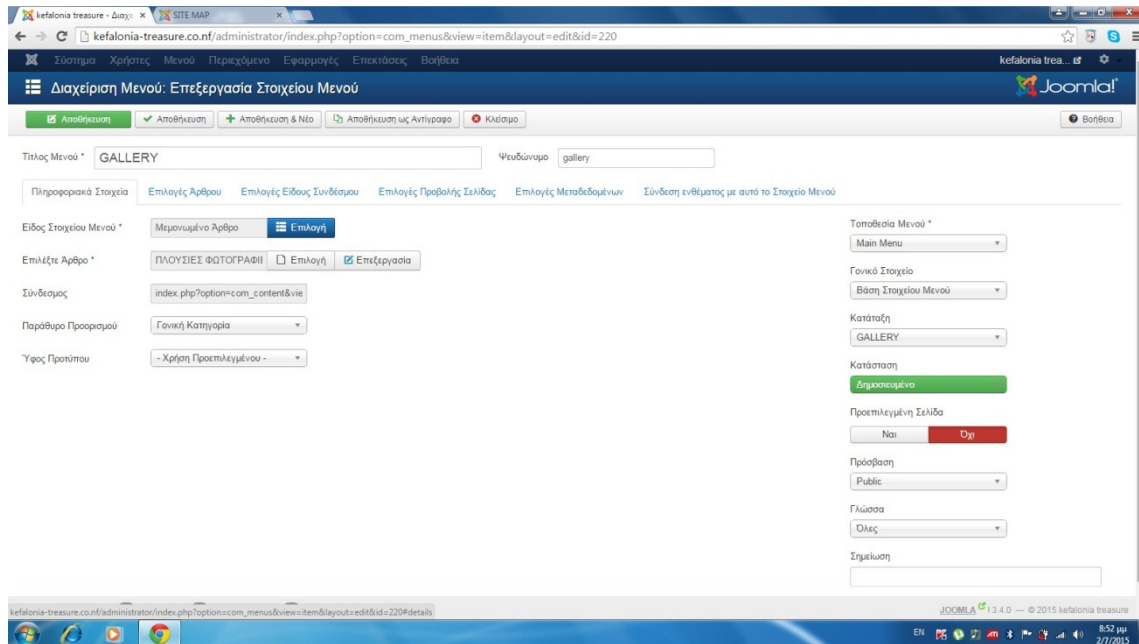 kefalonia treasure - Διαχε
SITE MAP
kefalonia-treasure.co.nf/administrator/index.php?option=com_menus&view=item&layout=edit&id=220
Σύστημα Χρήστες Μενού Περιεχόμενο Εφαρμογές Επεκτάσεις Βοήθεια
kefalonia trea...
Διαχείριση Μενού: Επεξεργασία Στοιχείου Μενού
Joomla!
Αποθήκευση
Αποθήκευση
Αποθήκευση & Νέο
Αποθήκευση ως Αντίγραφο
Κλείσιμο
Βοήθεια
Τίτλος Μενού *
GALLERY
Ψευδώνυμο
gallery
Πληροφοριακά Στοιχεία
Επιλογές Άρθρου
Επιλογές Είδους Συνδέσμου
Επιλογές Προβολής Σελίδας
Επιλογές Μεταδεδομένων
Σύνδεση ενθέματος με αυτό το Στοιχείο Μενού
Είδος Στοιχείου Μενού *
Μεμονωμένο Άρθρο
Επιλογή
Επιλέξτε Άρθρο *
ΠΛΟΥΣΙΕΣ ΦΩΤΟΓΡΑΦΙΕ
Επιλογή
Επεξεργασία
Σύνδεσμος
index.php?option=com_content&vie
Παράθυρο Προορισμού
Γονική Κατηγορία
Ύφος Προτύπου
- Χρήση Προεπιλεγμένου -
Τοποθεσία Μενού *
Main Menu
Γονικό Στοιχείο
Βάση Στοιχείου Μενού
Κατάταξη
GALLERY
Κατάσταση
Δημοσιευμένο
Προεπιλεγμένη Σελίδα
Ναι
Όχι
Πρόσβαση
Public
Γλώσσα
Όλες
Σημείωση
kefalonia-treasure.co.nf/administrator/index.php?option=com_menus&view=item&layout=edit&id=220#details
JOOMLA 13.4.0 — © 2015 kefalonia treasure
EN
8:52 μμ
2/7/2015